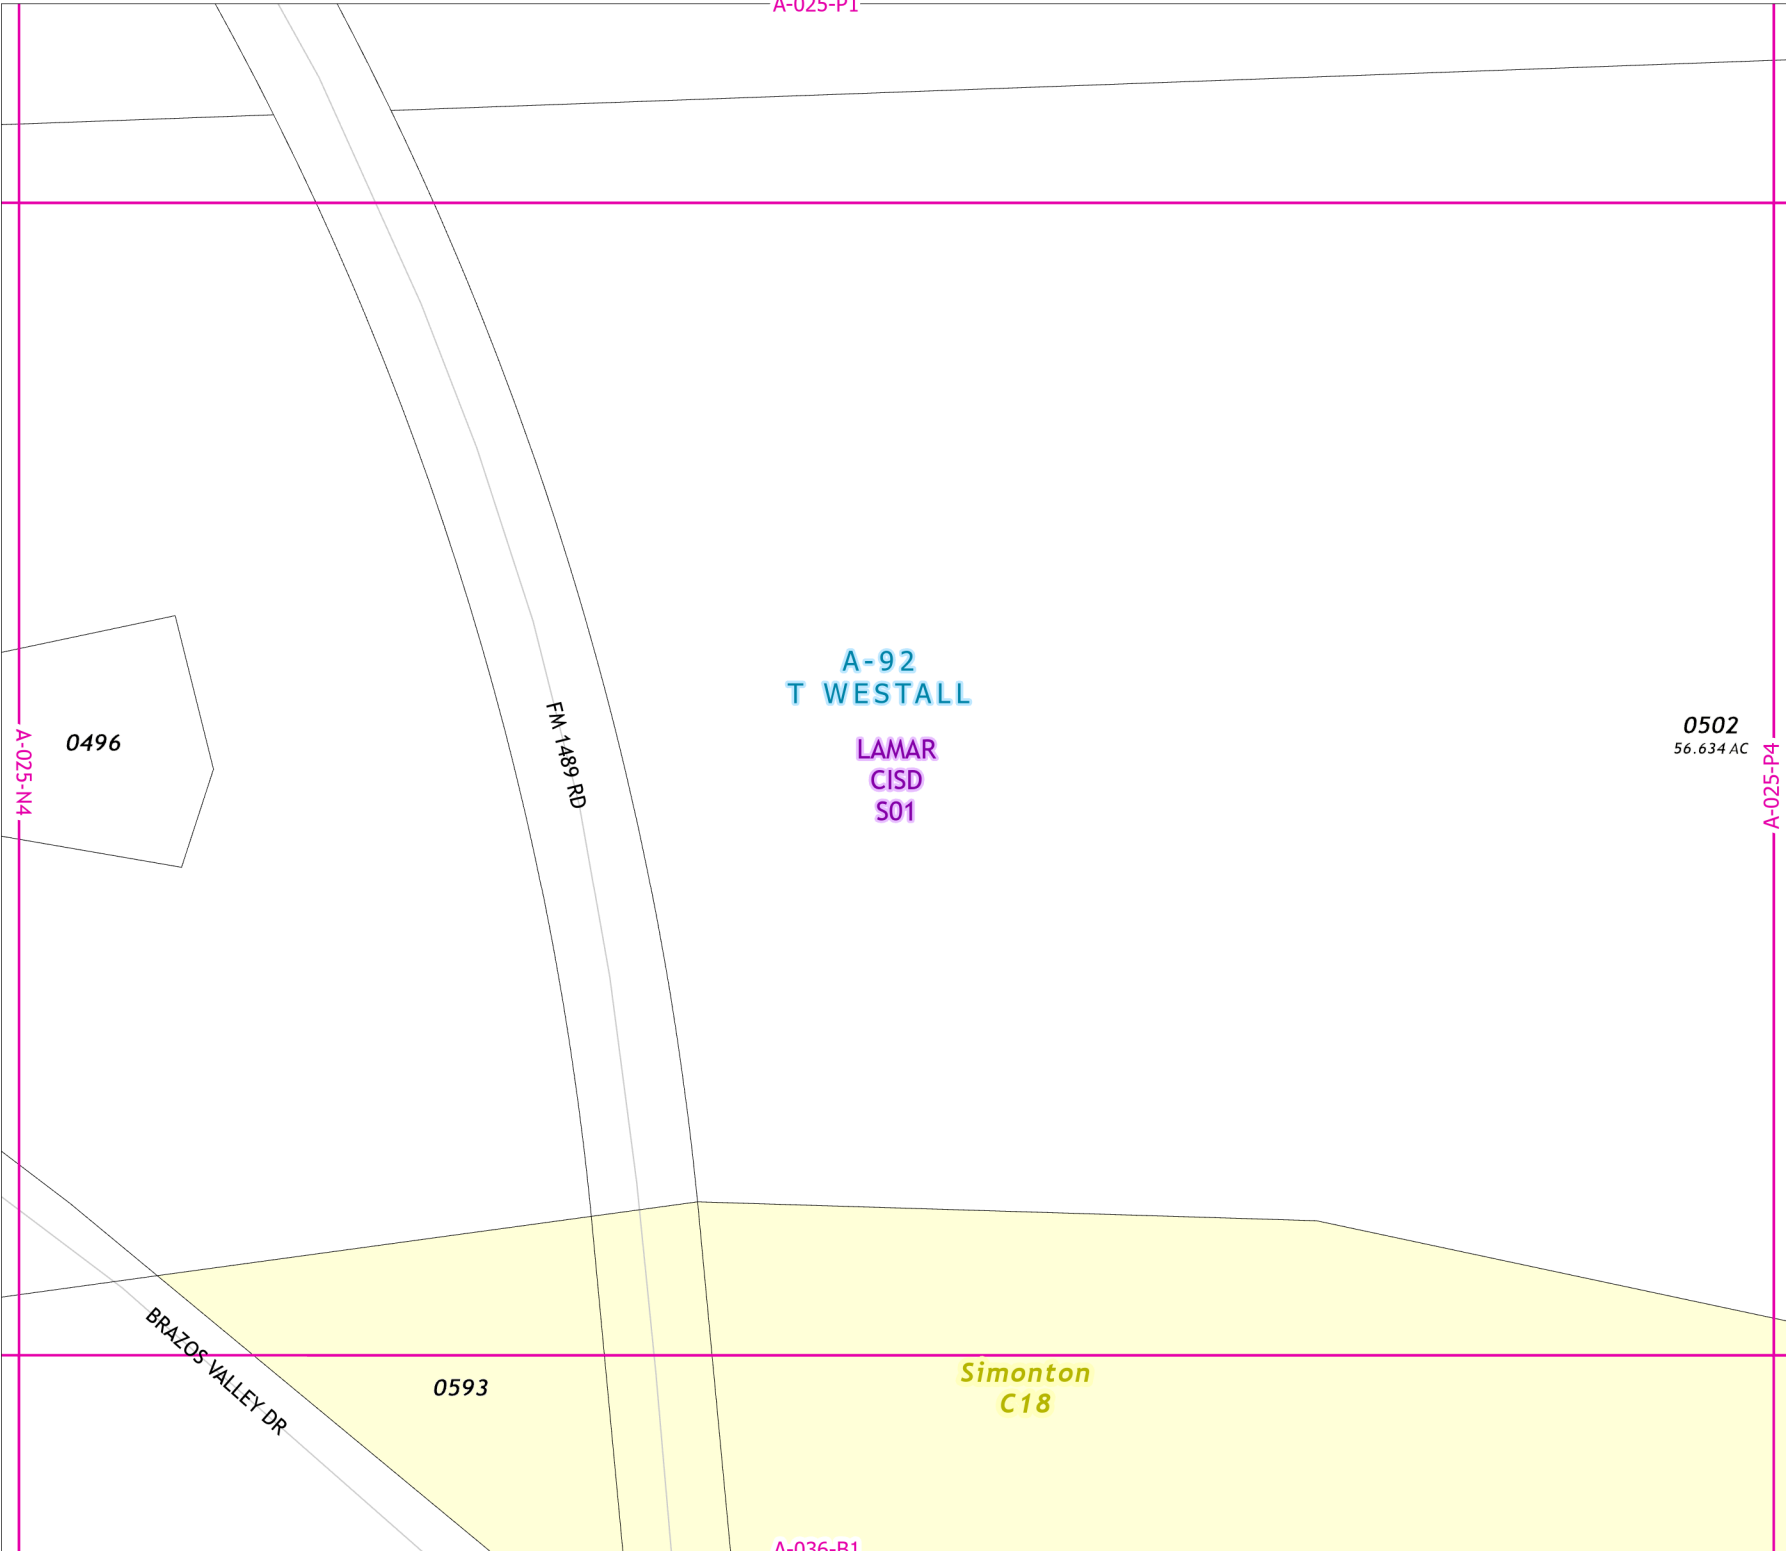 A-025-P1
FM 1489 RD
A-92
T WESTALL
LAMAR
CISD
S01
0496
A-025-N4
0502
56.634 AC
A-025-P4
BRAZOS VALLEY DR
0593
Simonton
C18
A-036-B1